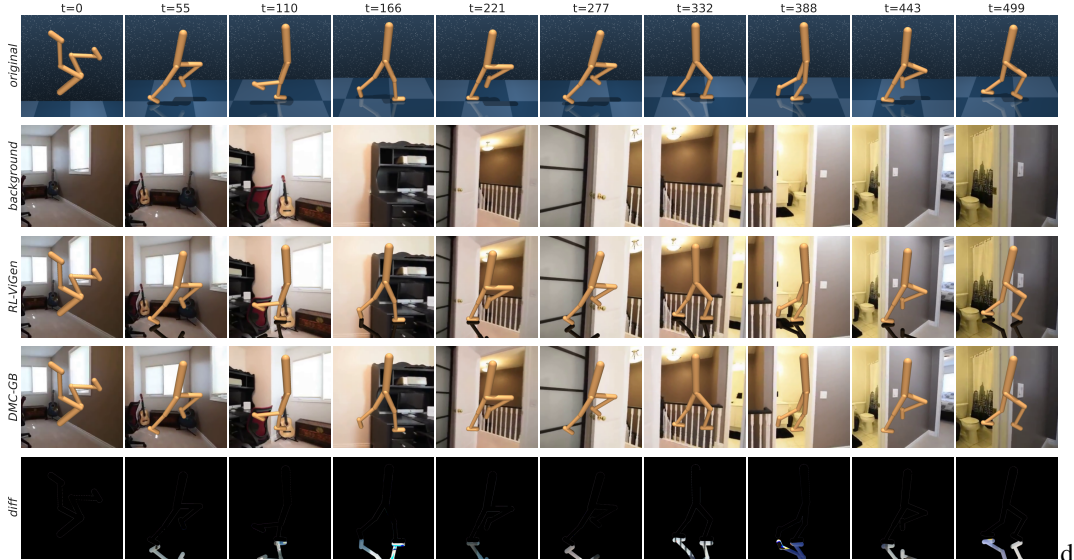 t=0 t=55 t=110 t=166 t=221 t=277 t=332 t=388 t=443 t=499
original
background
RL-ViGen
DMC-GB
diff
d